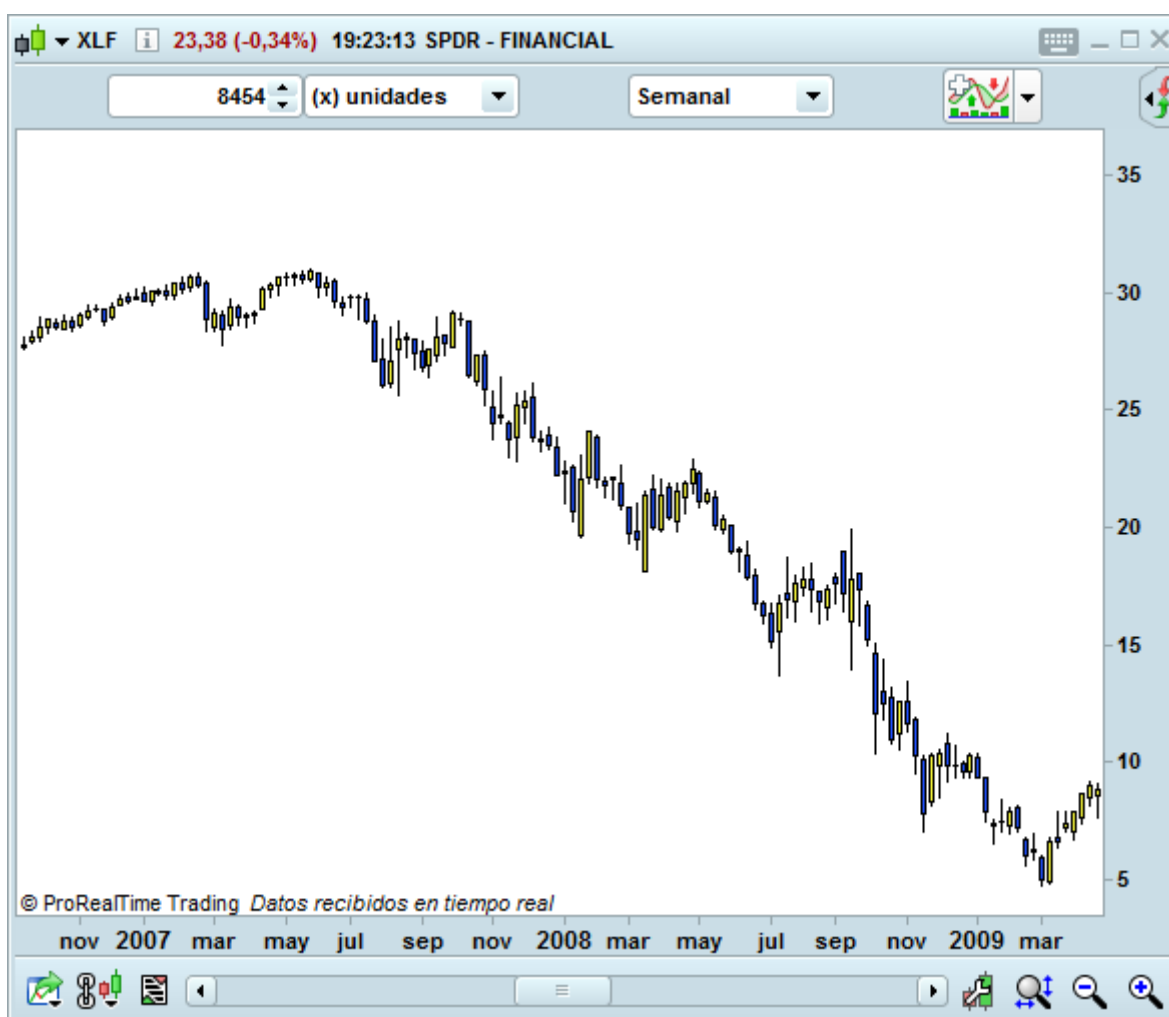 XLF i 23,38 (-0,34%) 19:23:13 SPDR - FINANCIAL
8454 (x) unidades Semanal
35
30
25
20
15
10
5
© ProRealTime Trading Datos recibidos en tiempo real
nov 2007 mar may jul sep nov 2008 mar may jul sep nov 2009 mar